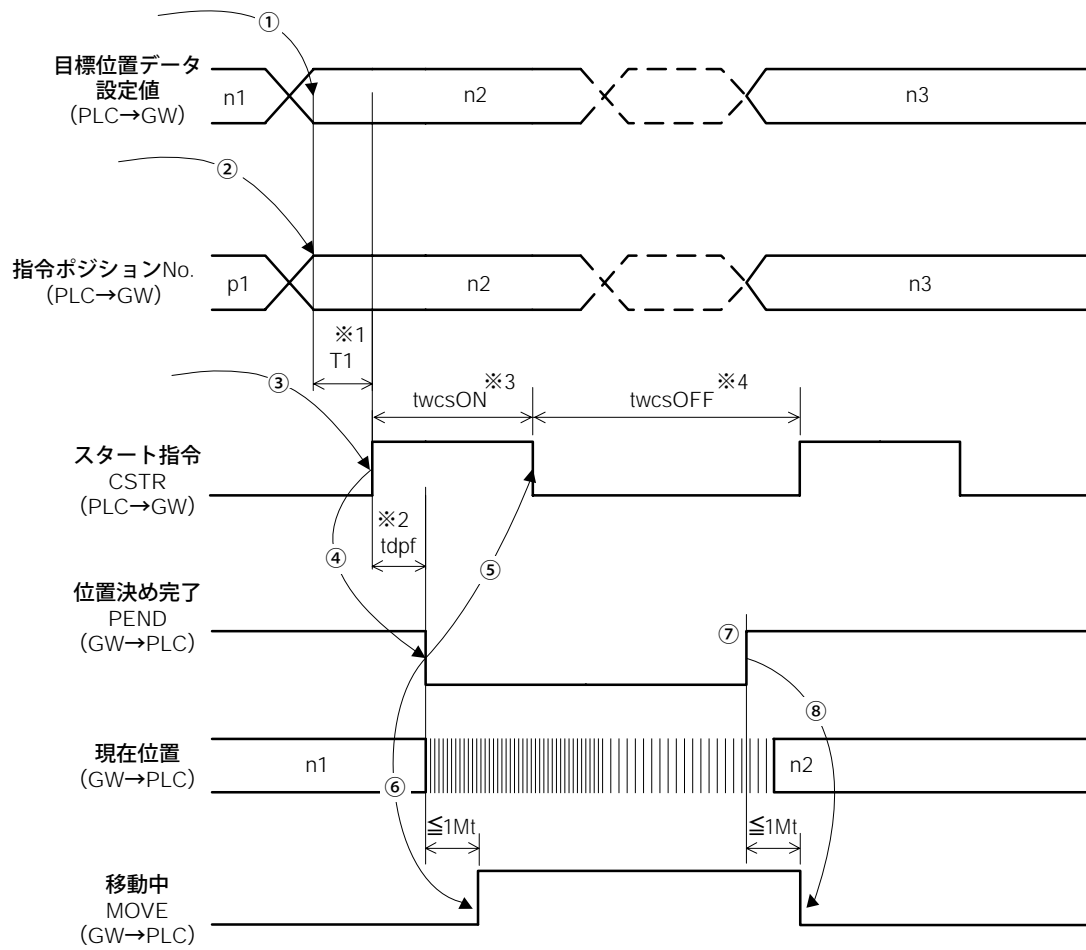 ①
目標位置データ
設定値
(PLC→GW)
n1
n2
n3
②
指令ポジションNo.
(PLC→GW)
p1
n2
n3
※1
T1
③
※3
twcsON
※4
twcsOFF
スタート指令
CSTR
(PLC→GW)
※2
tdpf
④
⑤
位置決め完了
PEND
(GW→PLC)
⑦
⑧
現在位置
(GW→PLC)
n1
n2
⑥
≦1Mt
≦1Mt
移動中
MOVE
(GW→PLC)